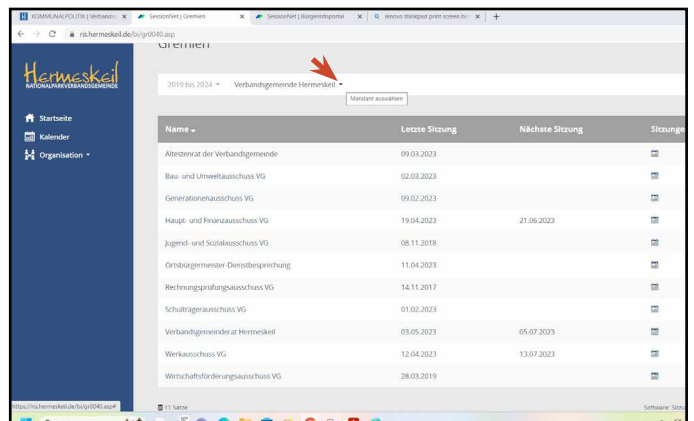 KOMMUNALPOLITIK | Verbands
SessionNet | Gremien
SessionNet | Bürgerinfoportal
lenovo thinkpad print screen but
ris.hermeskeil.de/bi/gr0040.asp
Gremien
Hermeskeil
NATIONALPARKVERBANDSGEMEINDE
2019 bis 2024
Verbandsgemeinde Hermeskeil
Mandant auswählen
Startseite
Kalender
Organisation
Name Letzte Sitzung Nächste Sitzung Sitzunge
Ältestenrat der Verbandsgemeinde 09.03.2023
Bau- und Umweltausschuss VG 02.03.2023
Generationenausschuss VG 09.02.2023
Haupt- und Finanzausschuss VG 19.04.2023 21.06.2023
Jugend- und Sozialausschuss VG 08.11.2018
Ortsbürgermeister-Dienstbesprechung 11.04.2023
Rechnungsprüfungsausschuss VG 14.11.2017
Schulträgerausschuss VG 01.02.2023
Verbandsgemeinderat Hermeskeil 03.05.2023 05.07.2023
Werkausschuss VG 12.04.2023 13.07.2023
Wirtschaftsförderungsausschuss VG 28.03.2019
https://ris.hermeskeil.de/bi/gr0040.asp#
11 Sätze
Software: Sitzu